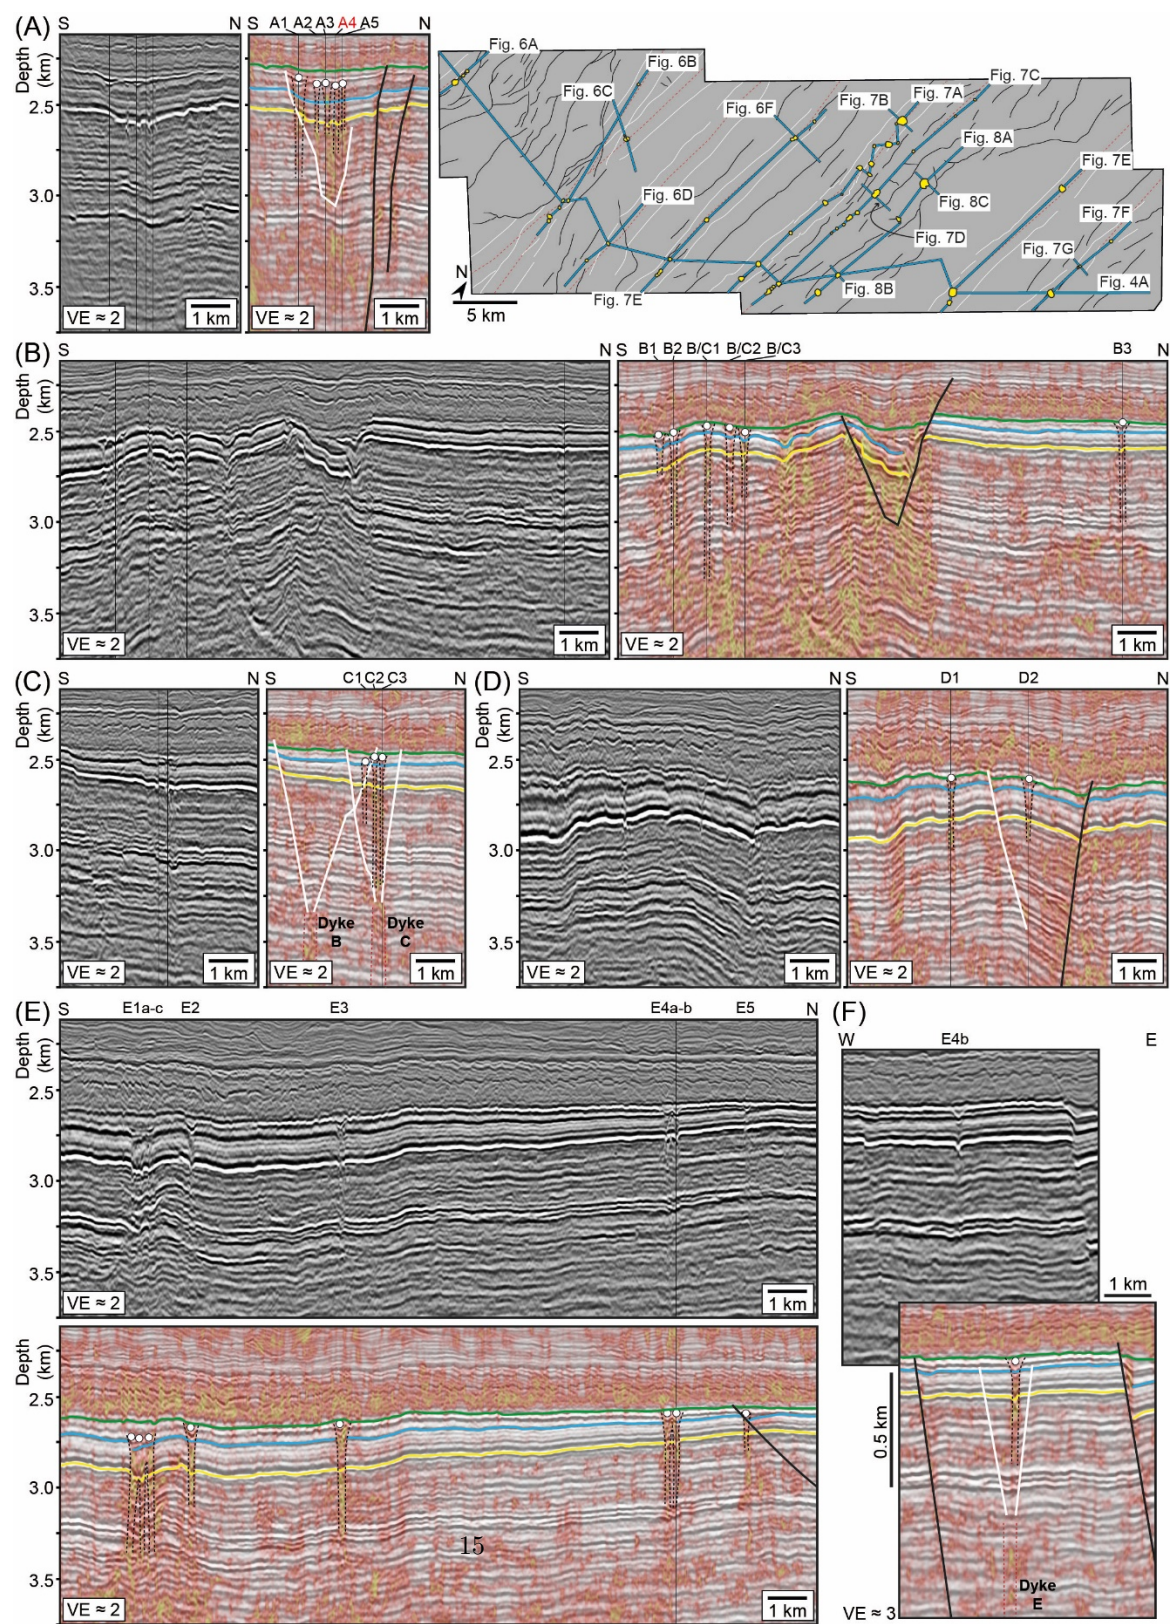 (A) S N S A1 A2 A3 A4 A5 N
Depth (km)
2.5
3.0
3.5
VE ≈ 2
1 km
VE ≈ 2
1 km
Fig. 6A
Fig. 6B
Fig. 7C
Fig. 6C
Fig. 6F
Fig. 7B
Fig. 7A
Fig. 8A
Fig. 7E
Fig. 6D
Fig. 8C
Fig. 7F
Fig. 7D
Fig. 7G
N
5 km
Fig. 7E
Fig. 8B
Fig. 4A
(B) S N S B1 B2 B/C1 B/C2 B/C3 B3 N
Depth (km)
2.5
3.0
3.5
VE ≈ 2
1 km
VE ≈ 2
1 km
(C) S N S C1 C2 C3 N
Depth (km)
2.5
3.0
3.5
VE ≈ 2
1 km
Dyke B
Dyke C
VE ≈ 2
1 km
(D) S N S D1 D2 N
Depth (km)
2.5
3.0
3.5
VE ≈ 2
1 km
VE ≈ 2
1 km
(E) S E1a-c E2 E3 E4a-b E5 N
Depth (km)
2.5
3.0
3.5
VE ≈ 2
1 km
Depth (km)
2.5
3.0
3.5
15
VE ≈ 2
1 km
(F)
W E4b E
1 km
0.5 km
Dyke E
VE ≈ 3